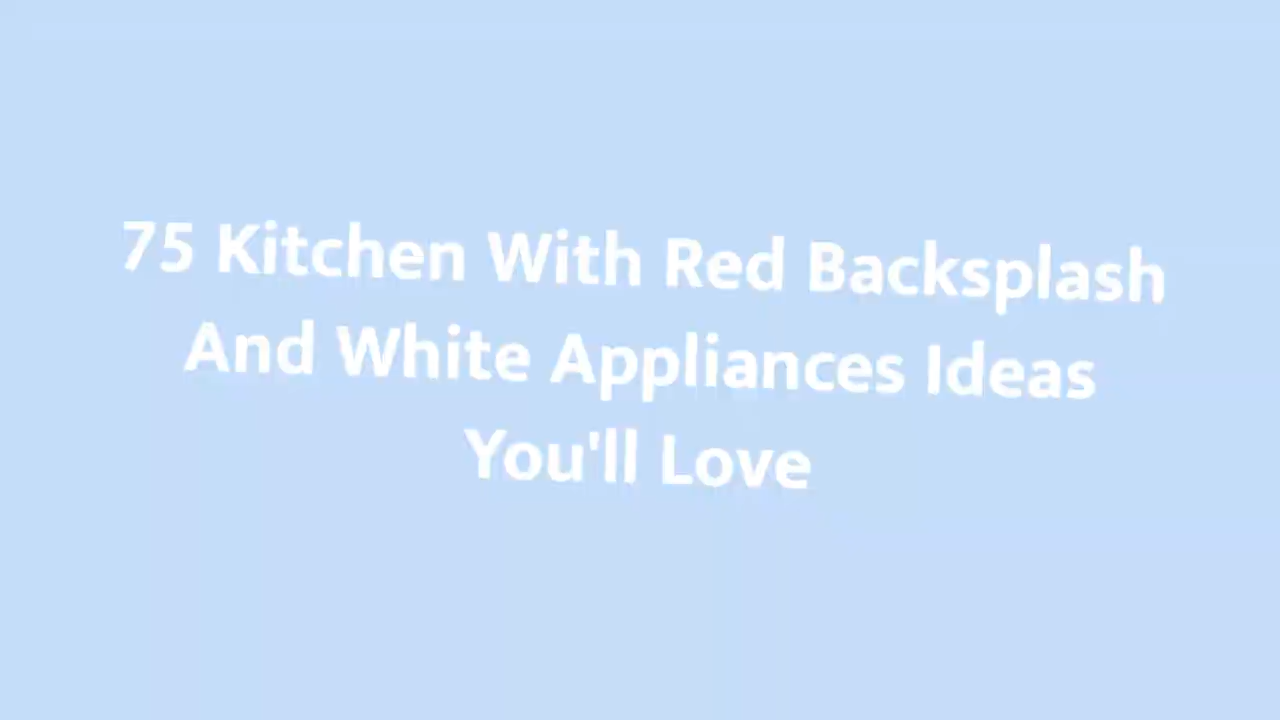 75 Kitchen With Red Backsplash
And White Appliances Ideas
You'll Love